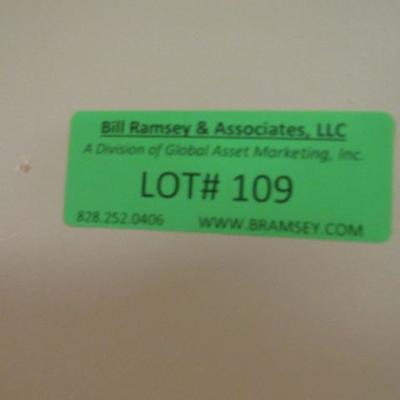 Bill Ramsey & Associates, LLC
A Division of Global Asset Marketing, Inc.
LOT# 109
828.252.0406 WWW.BRAMSEY.COM